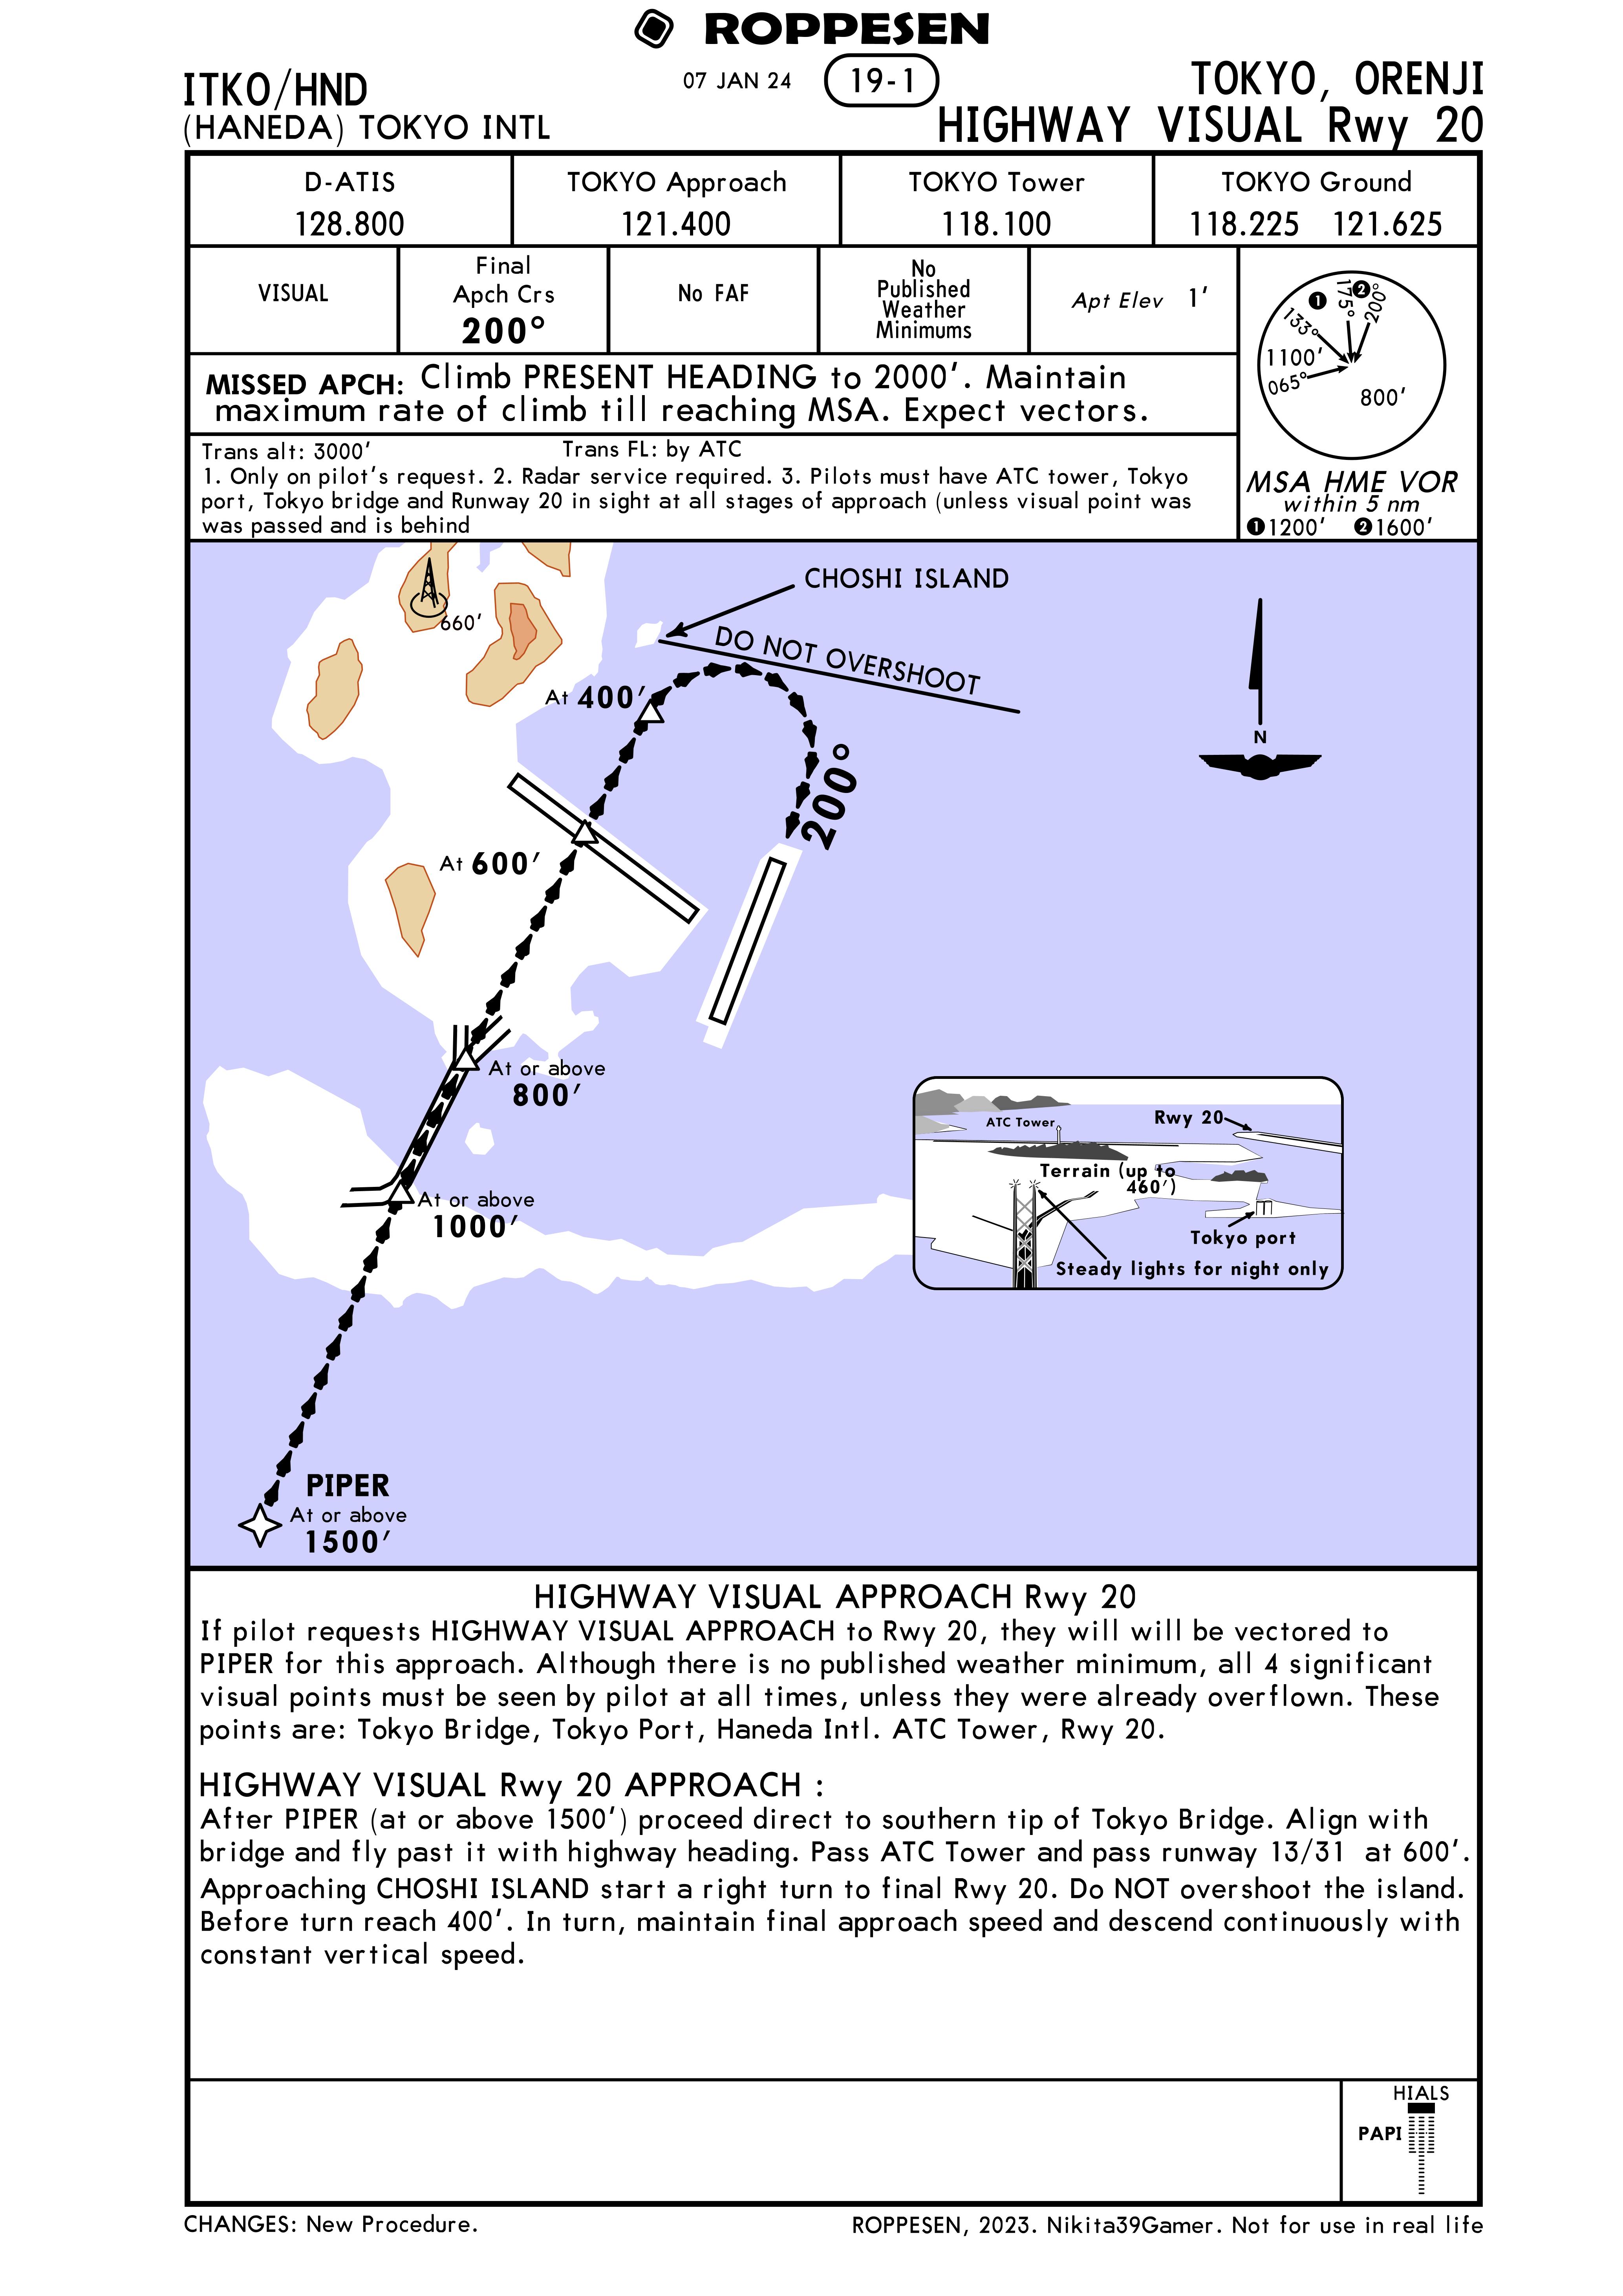 ROPPESEN
ITKO/HND
07 JAN 24
19-1
TOKYO, ORENJI
(HANEDA) TOKYO INTL
HIGHWAY VISUAL Rwy 20
D-ATIS
128.800
TOKYO Approach
121.400
TOKYO Tower
118.100
TOKYO Ground
118.225 121.625
VISUAL
Final
Apch Crs
200°
No FAF
No
Published
Weather
Minimums
Apt Elev 1'
MISSED APCH: Climb PRESENT HEADING to 2000'. Maintain
maximum rate of climb till reaching MSA. Expect vectors.
Trans alt: 3000' Trans FL: by ATC
1. Only on pilot's request. 2. Radar service required. 3. Pilots must have ATC tower, Tokyo
port, Tokyo bridge and Runway 20 in sight at all stages of approach (unless visual point was
was passed and is behind
1
2
175°
200°
133°
1100'
065°
800'
MSA HME VOR
within 5 nm
1 1200' 2 1600'
CHOSHI ISLAND
660'
DO NOT OVERSHOOT
At 400'
N
200°
At 600'
At or above
800'
At or above
1000'
ATC Tower
Rwy 20
Terrain (up to
460')
Tokyo port
Steady lights for night only
PIPER
At or above
1500'
HIGHWAY VISUAL APPROACH Rwy 20
If pilot requests HIGHWAY VISUAL APPROACH to Rwy 20, they will will be vectored to
PIPER for this approach. Although there is no published weather minimum, all 4 significant
visual points must be seen by pilot at all times, unless they were already overflown. These
points are: Tokyo Bridge, Tokyo Port, Haneda Intl. ATC Tower, Rwy 20.
HIGHWAY VISUAL Rwy 20 APPROACH :
After PIPER (at or above 1500') proceed direct to southern tip of Tokyo Bridge. Align with
bridge and fly past it with highway heading. Pass ATC Tower and pass runway 13/31 at 600'.
Approaching CHOSHI ISLAND start a right turn to final Rwy 20. Do NOT overshoot the island.
Before turn reach 400'. In turn, maintain final approach speed and descend continuously with
constant vertical speed.
HIALS
PAPI
CHANGES: New Procedure.
ROPPESEN, 2023. Nikita39Gamer. Not for use in real life